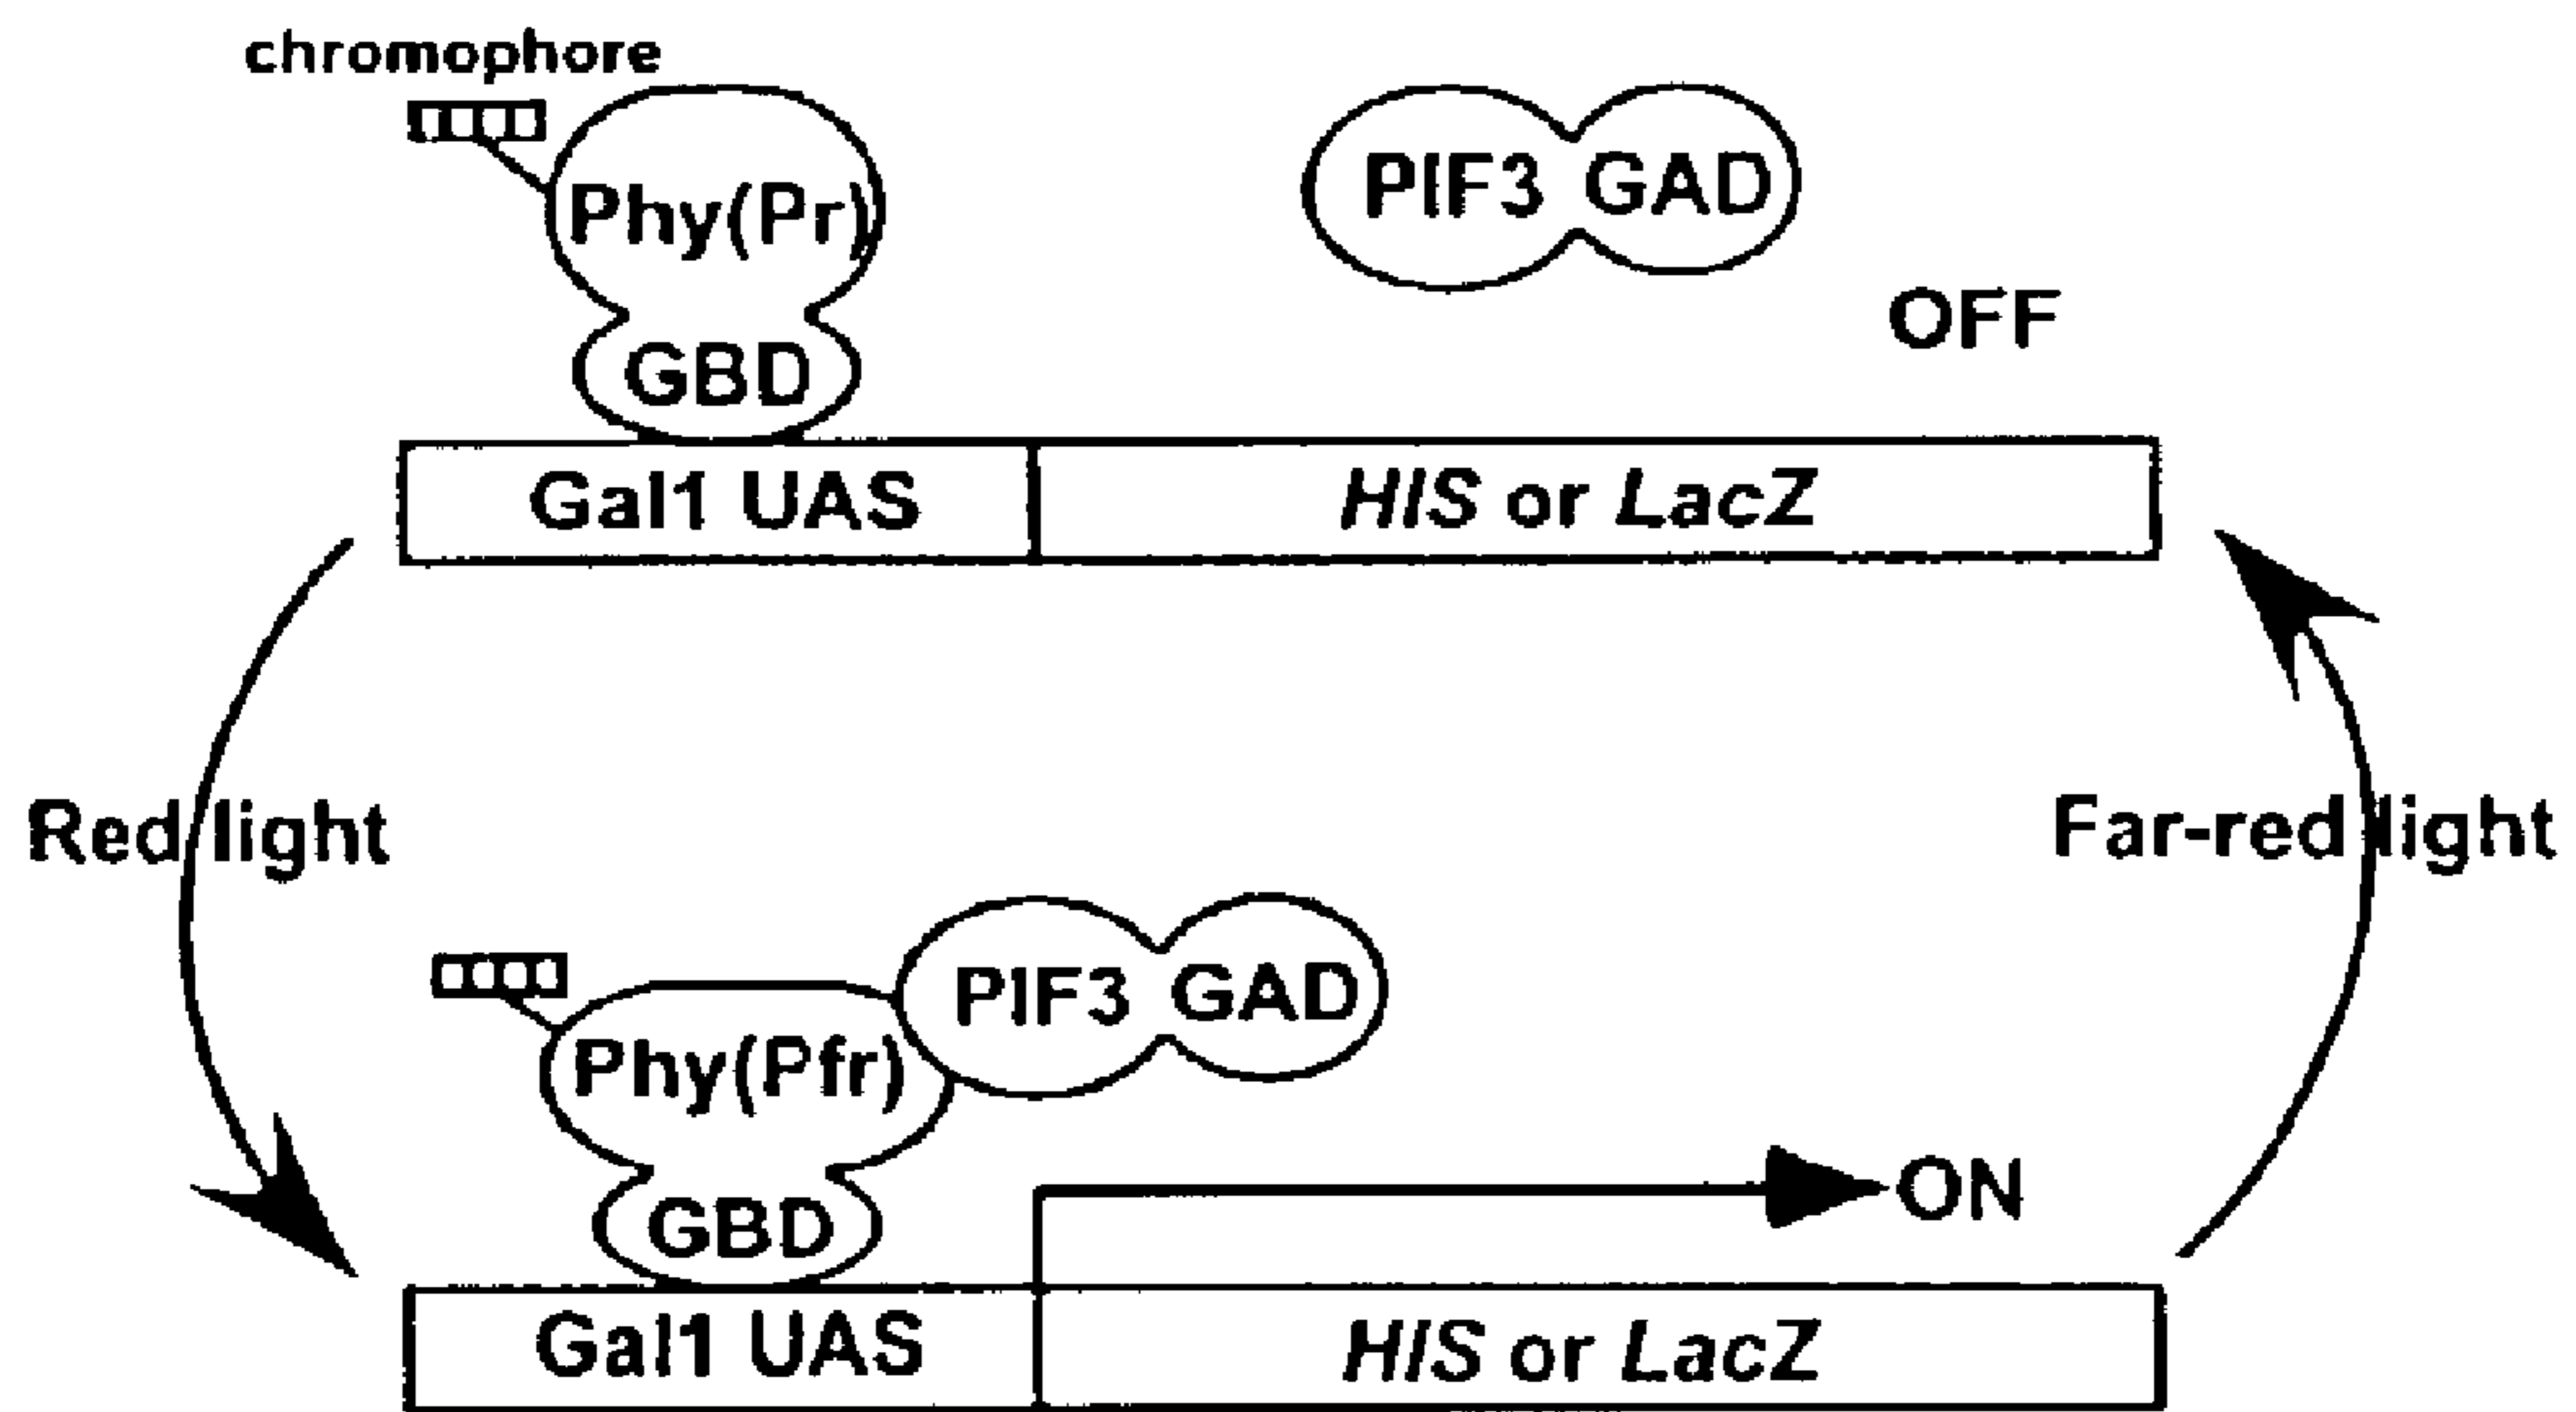 chromophore
Phy(Pr)
PIF3 GAD
OFF
GBD
Gal1 UAS
HIS or LacZ
Red light
Far-red light
PIF3 GAD
Phy(Pfr)
ON
GBD
Gal1 UAS
HIS or LacZ